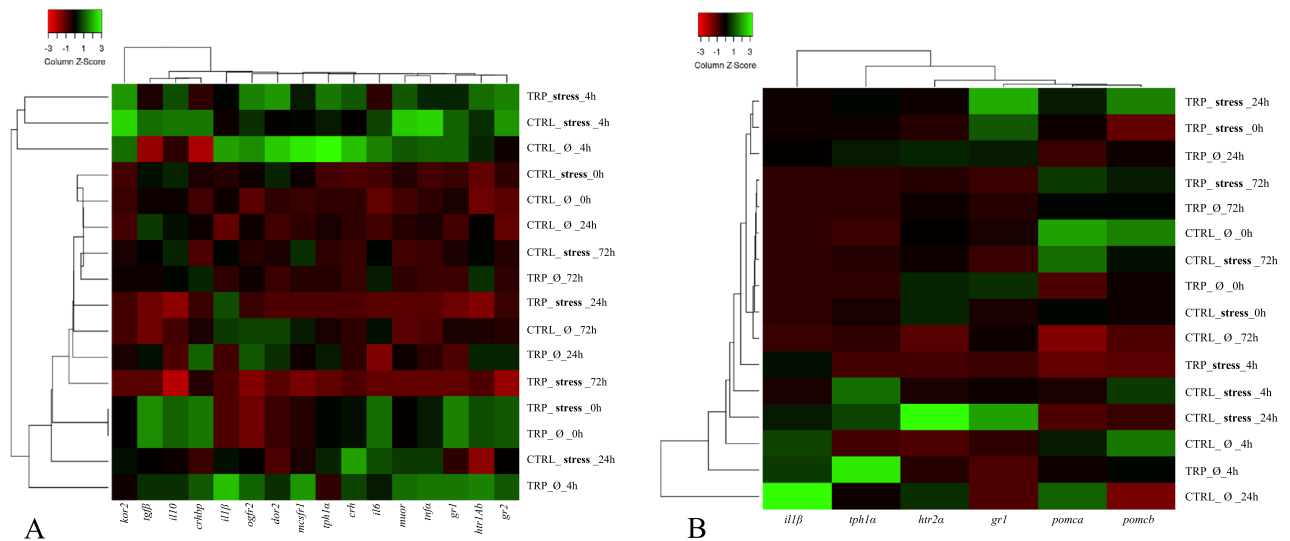 A.
-3 -1 1 3
Column Z-Score
TRP_stress_4h
CTRL_stress_4h
CTRL_Ø_4h
CTRL_stress_0h
CTRL_Ø_0h
CTRL_Ø_24h
CTRL_stress_72h
TRP_Ø_72h
TRP_stress_24h
CTRL_Ø_72h
TRP_Ø_24h
TRP_stress_72h
TRP_stress_0h
TRP_Ø_0h
CTRL_stress_24h
TRP_Ø_4h
kor2 tgfβ il10 crhbp il1β ogfr2 dor2 mcsfr1 tph1α crh il6 muor tnfα gr1 htr1Ab gr2
A
B.
-3 -1 1 3
Column Z-Score
TRP_stress_24h
TRP_stress_0h
TRP_Ø_24h
TRP_stress_72h
TRP_Ø_72h
CTRL_Ø_0h
CTRL_stress_72h
TRP_Ø_0h
CTRL_stress_0h
CTRL_Ø_72h
TRP_stress_4h
CTRL_stress_4h
CTRL_stress_24h
CTRL_Ø_4h
TRP_Ø_4h
CTRL_Ø_24h
il1β tph1α htr2α gr1 pomca pomcb
B